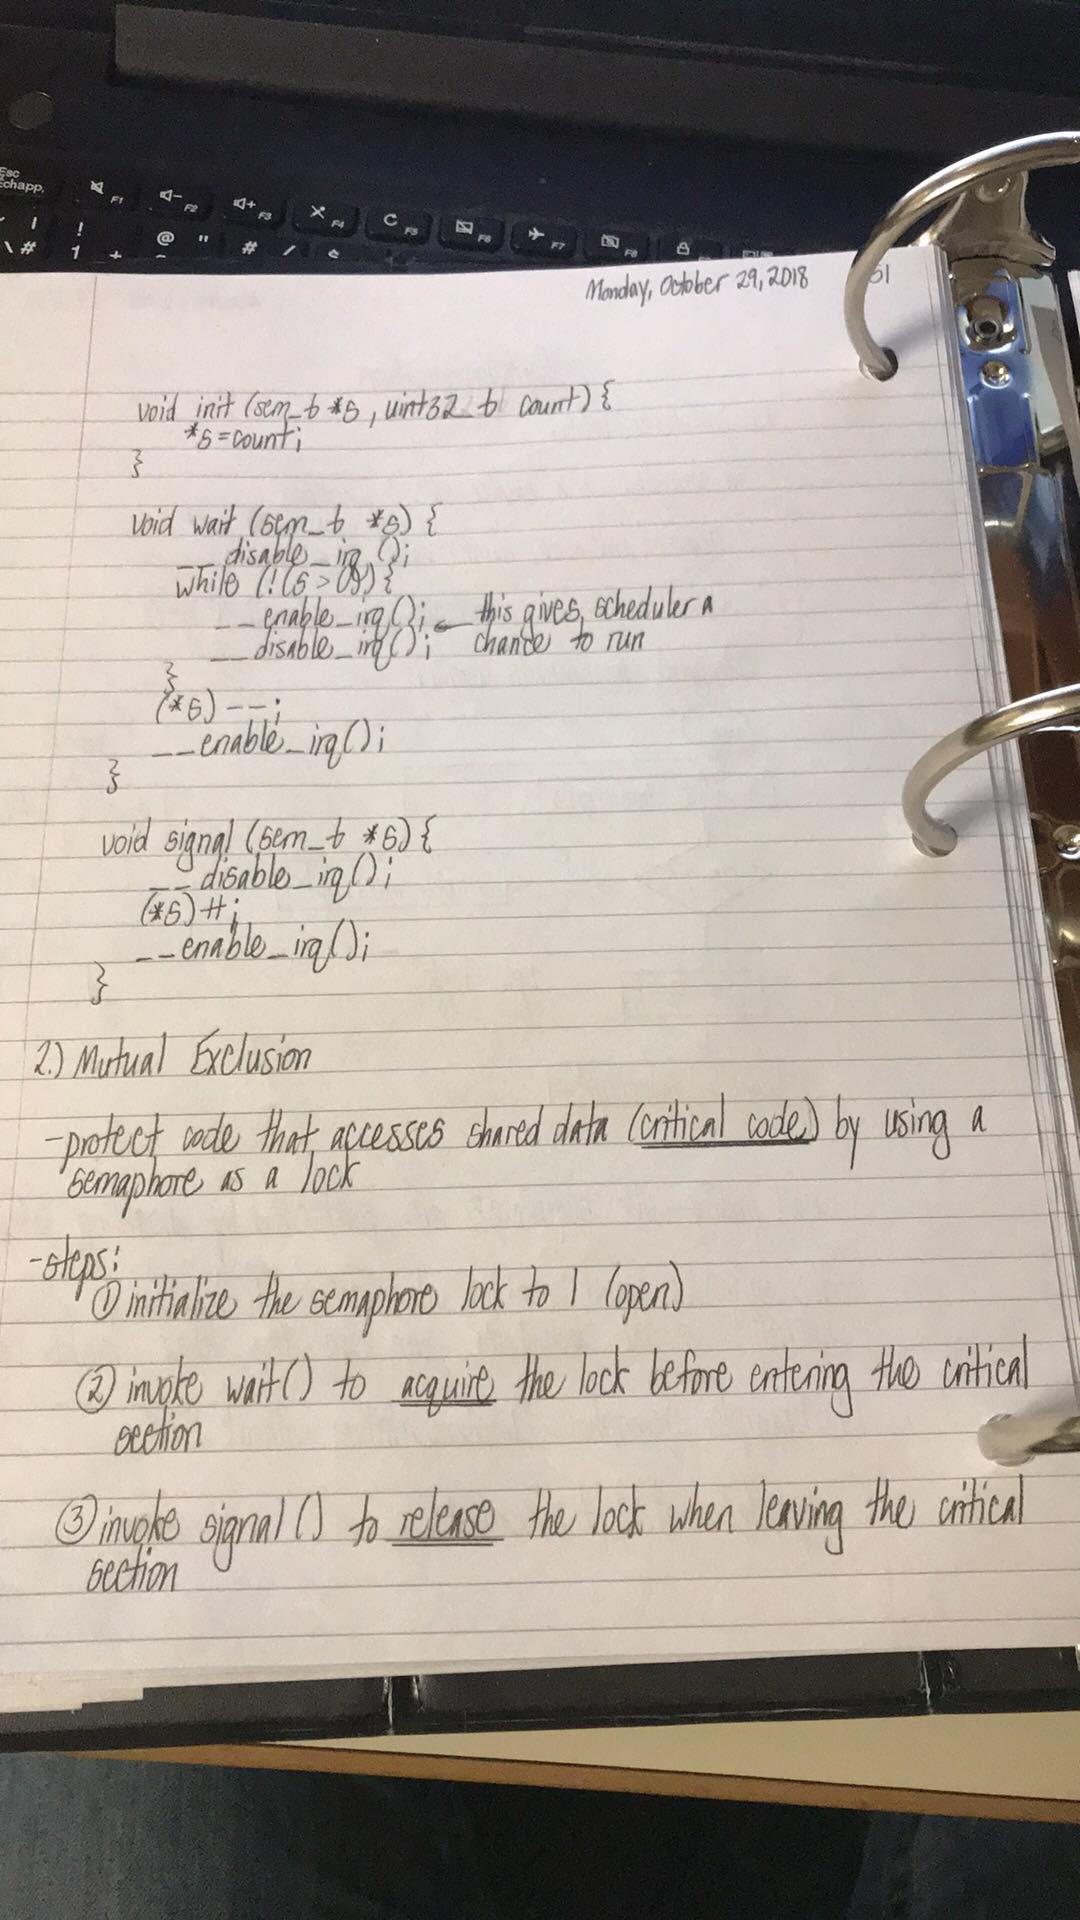 Esc
Echapp.
F1
F2
F3
F4
F5
F6
F7
F8
! @ " # /
\ # 1 +
Monday, October 29, 2018
void init (sem_t *s, uint32_t count) {
*s = count;
}
void wait (sem_t *s) {
__disable_irq();
while (!(s > 0)) {
__enable_irq(); ← this gives scheduler a
__disable_irq(); chance to run
}
(*s)--;
__enable_irq();
}
void signal (sem_t *s) {
__disable_irq();
(*s)++;
__enable_irq();
}
2.) Mutual Exclusion
-protect code that accesses shared data (critical code) by using a
semaphore as a lock
-steps:
① initialize the semaphore lock to 1 (open)
② invoke wait() to acquire the lock before entering the critical
section
③ invoke signal() to release the lock when leaving the critical
section